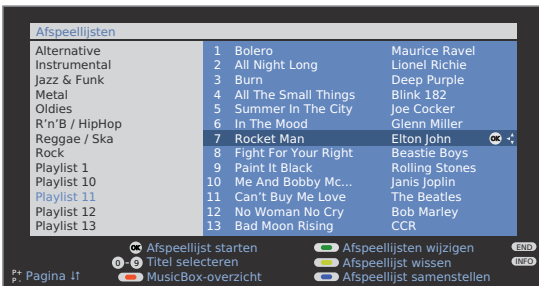 Afspeellijsten
Alternative 1 Bolero Maurice Ravel
Instrumental 2 All Night Long Lionel Richie
Jazz & Funk 3 Burn Deep Purple
Metal 4 All The Small Things Blink 182
Oldies 5 Summer In The City Joe Cocker
R'n'B / HipHop 6 In The Mood Glenn Miller
Reggae / Ska 7 Rocket Man Elton John OK
Rock 8 Fight For Your Right Beastie Boys
Playlist 1 9 Paint It Black Rolling Stones
Playlist 10 10 Me And Bobby Mc... Janis Joplin
Playlist 11 11 Can't Buy Me Love The Beatles
Playlist 12 12 No Woman No Cry Bob Marley
Playlist 13 13 Bad Moon Rising CCR
OK Afspeellijst starten Afspeellijsten wijzigen END
0-9 Titel selecteren Afspeellijst wissen INFO
P+ P- Pagina ↓↑ MusicBox-overzicht Afspeellijst samenstellen